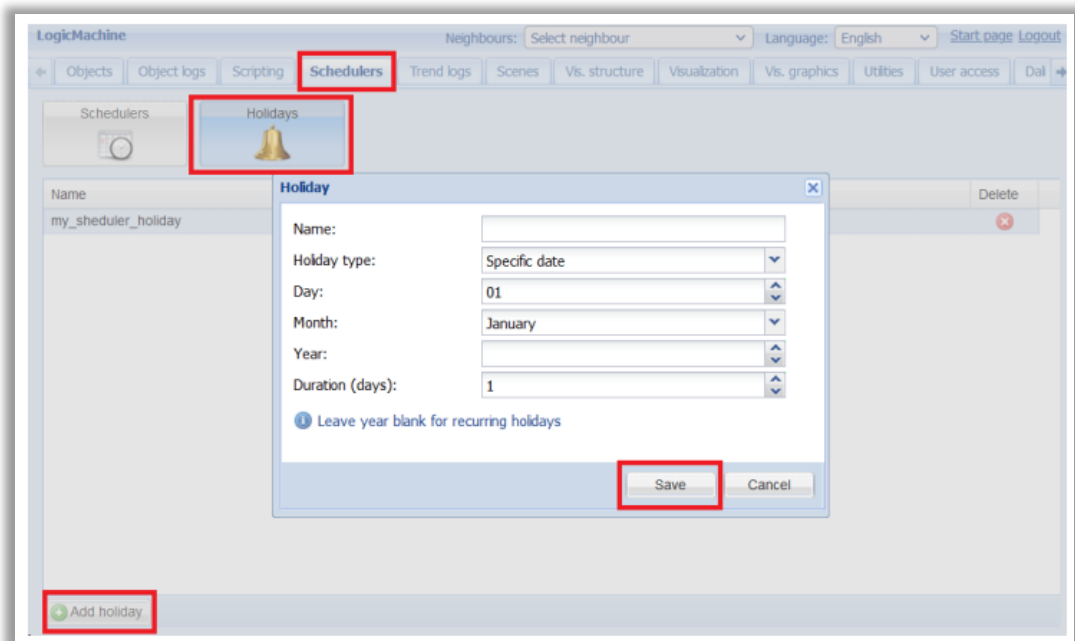 LogicMachine Neighbours: Select neighbour Language: English Start page Logout
Objects Object logs Scripting Schedulers Trend logs Scenes Vis. structure Visualization Vis. graphics Utilities User access Dali
Schedulers Holidays
Name Delete
my_sheduler_holiday
Holiday
Name:
Holiday type: Specific date
Day: 01
Month: January
Year:
Duration (days): 1
Leave year blank for recurring holidays
Save Cancel
Add holiday